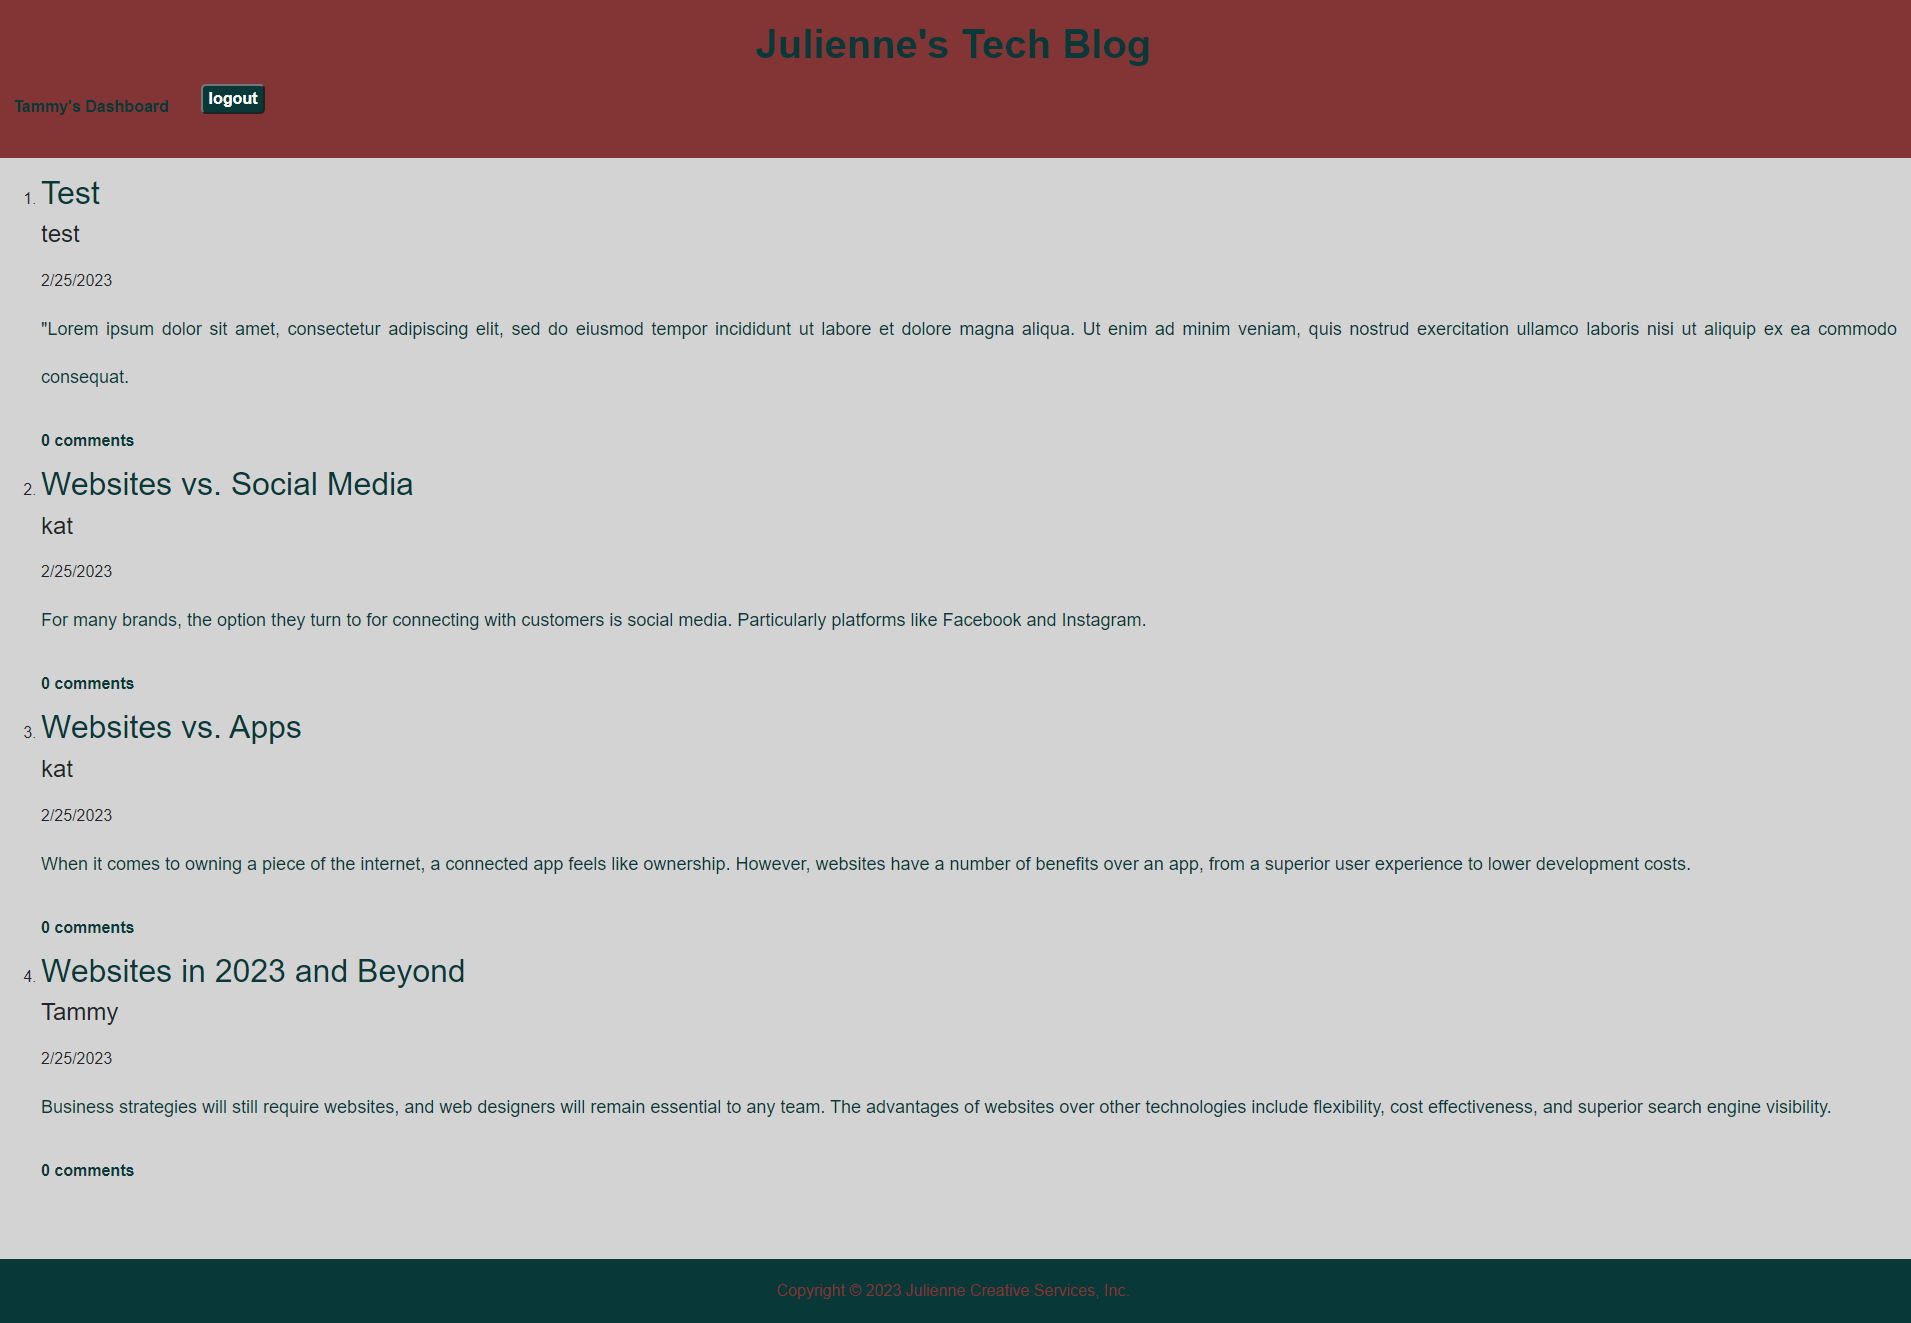 Julienne's Tech Blog
Tammy's Dashboard logout
1. Test
test
2/25/2023
"Lorem ipsum dolor sit amet, consectetur adipiscing elit, sed do eiusmod tempor incididunt ut labore et dolore magna aliqua. Ut enim ad minim veniam, quis nostrud exercitation ullamco laboris nisi ut aliquip ex ea commodo
consequat.
0 comments
2. Websites vs. Social Media
kat
2/25/2023
For many brands, the option they turn to for connecting with customers is social media. Particularly platforms like Facebook and Instagram.
0 comments
3. Websites vs. Apps
kat
2/25/2023
When it comes to owning a piece of the internet, a connected app feels like ownership. However, websites have a number of benefits over an app, from a superior user experience to lower development costs.
0 comments
4. Websites in 2023 and Beyond
Tammy
2/25/2023
Business strategies will still require websites, and web designers will remain essential to any team. The advantages of websites over other technologies include flexibility, cost effectiveness, and superior search engine visibility.
0 comments
Copyright © 2023 Julienne Creative Services, Inc.